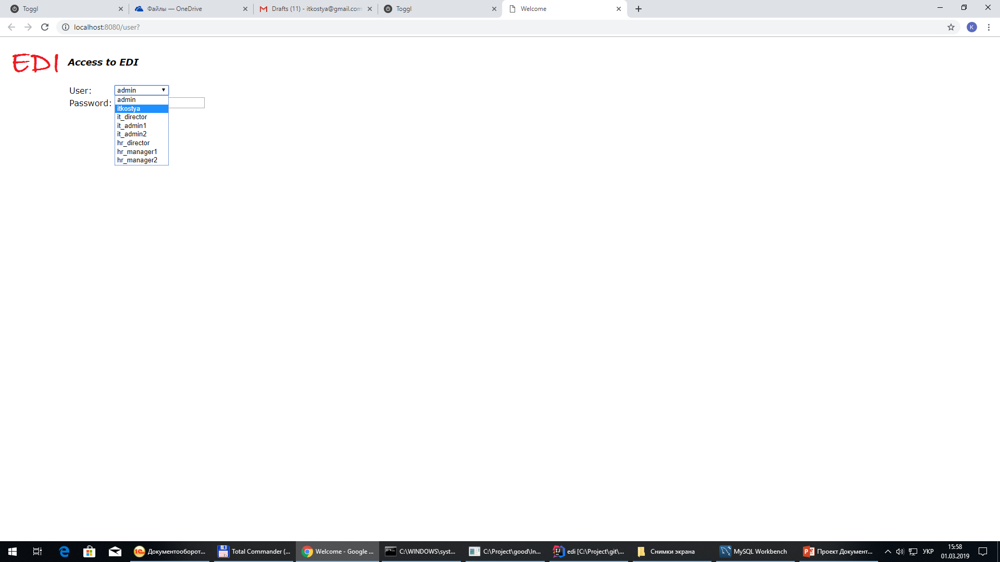 Toggl
Файлы — OneDrive
Drafts (11) - itkostya@gmail.com
Toggl
Welcome
localhost:8080/user?
K
EDI
Access to EDI
User:
admin
Password:
admin
itkostya
it_director
it_admin1
it_admin2
hr_director
hr_manager1
hr_manager2
Документооборот...
Total Commander (...
Welcome - Google ...
C:\WINDOWS\syst...
C:\Project\good\In...
edi [C:\Project\git\...
Снимки экрана
MySQL Workbench
Проект Документ...
УКР
15:58
01.03.2019